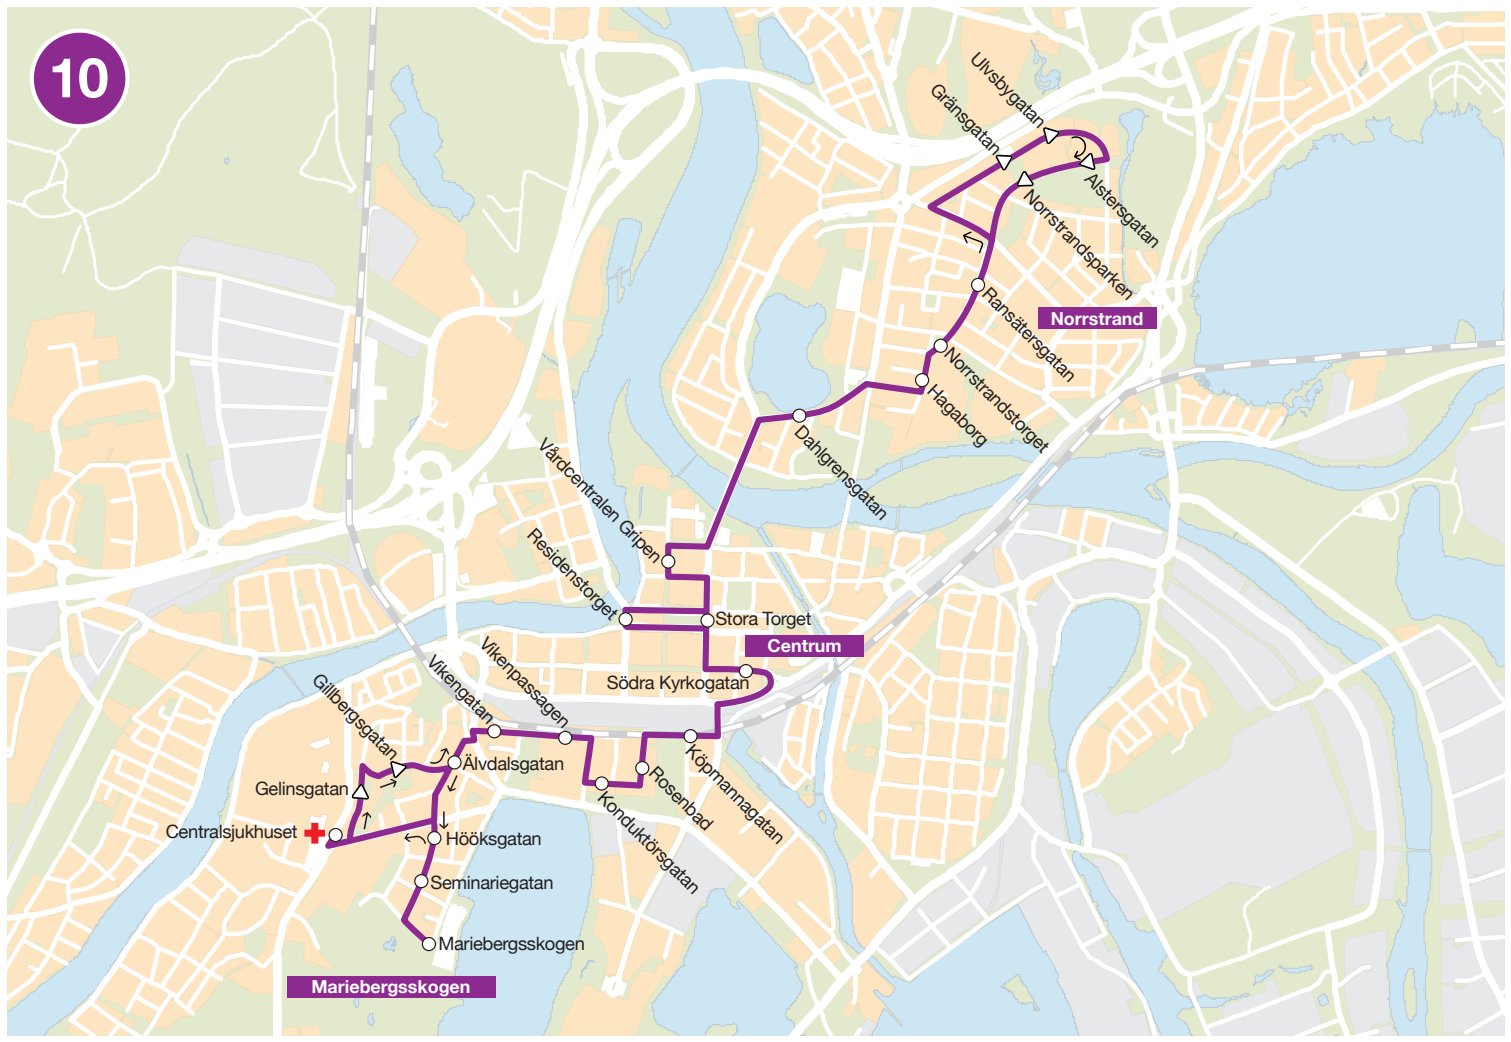 10
Ulvsbygatan
Gränsgatan
Alstersgatan
Norrstrandsparken
Ransätersgatan
Norrstrand
Norrstrandstorget
Hagaborg
Dahlgrensgatan
Vårdcentralen Gripen
Residenstorget
Stora Torget
Centrum
Södra Kyrkogatan
Vikenpassagen
Vikengatan
Gillbergsgatan
Älvdalsgatan
Gelinsgatan
Köpmannagatan
Rosenbad
Konduktörsgatan
Centralsjukhuset
Hööksgatan
Seminariegatan
Mariebergsskogen
Mariebergsskogen